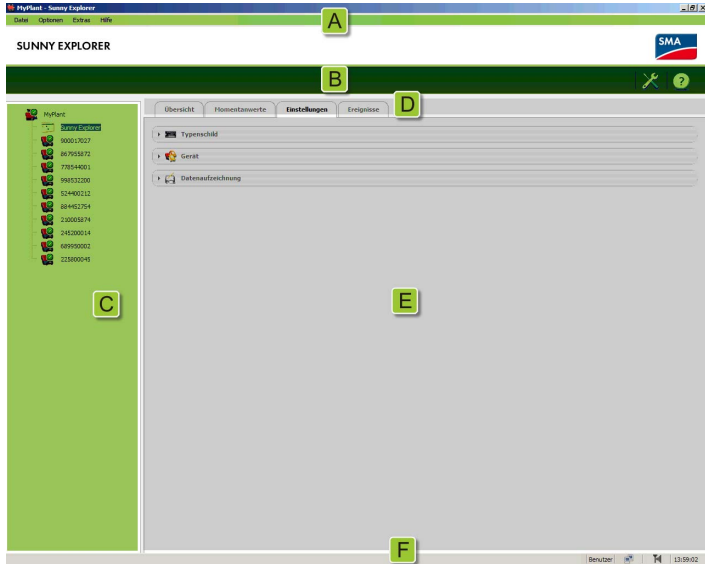 MyPlant - Sunny Explorer
Datei Optionen Extras Hilfe
A
SUNNY EXPLORER
SMA
B
?
Übersicht Momentanwerte Einstellungen Ereignisse
D
MyPlant
Sunny Explorer
900017027
867955872
778544001
998532200
524400212
884452754
210005874
245200014
689950002
225800045
Typenschild
Gerät
Datenaufzeichnung
C
E
F
Benutzer 13:59:02